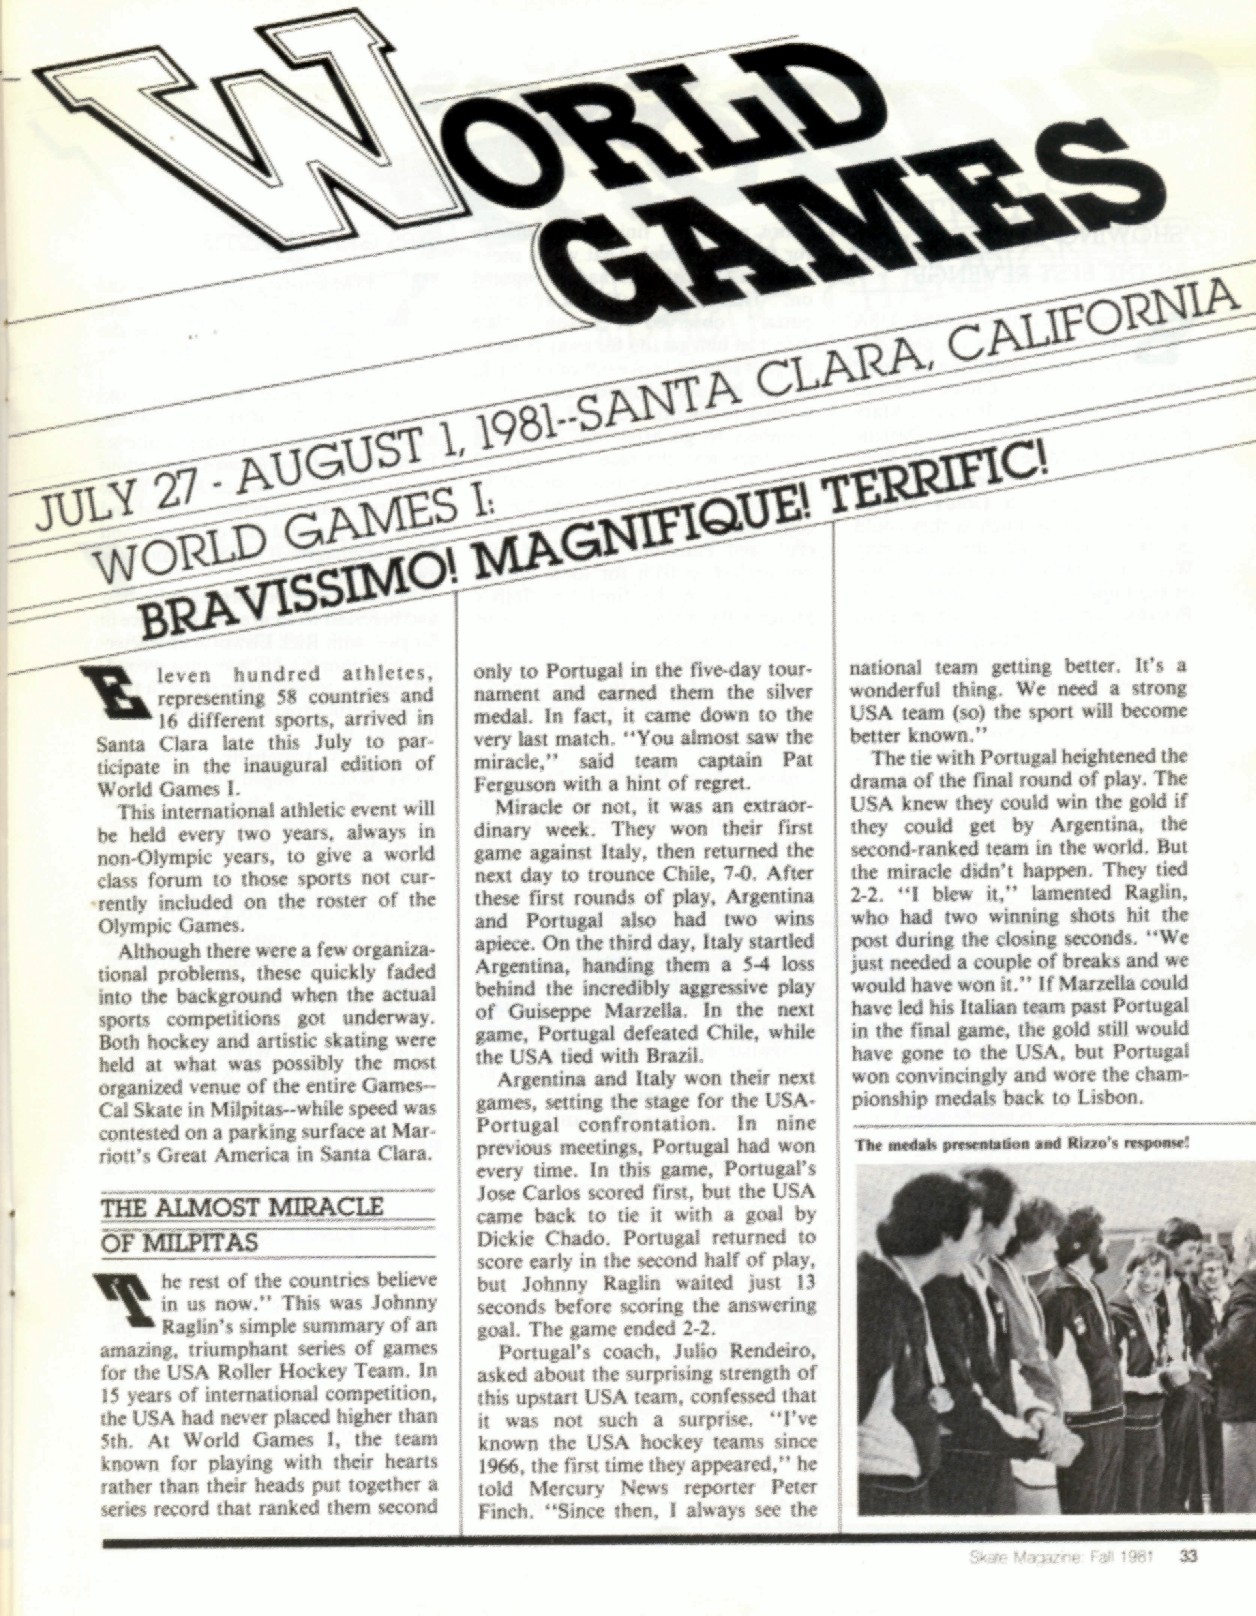 WORLD
GAMES
JULY 27 - AUGUST 1, 1981--SANTA CLARA, CALIFORNIA
WORLD GAMES I:
BRAVISSIMO! MAGNIFIQUE! TERRIFIC!
Eleven hundred athletes,
representing 58 countries and
16 different sports, arrived in
Santa Clara late this July to par-
ticipate in the inaugural edition of
World Games I.
This international athletic event will
be held every two years, always in
non-Olympic years, to give a world
class forum to those sports not cur-
rently included on the roster of the
Olympic Games.
Although there were a few organiza-
tional problems, these quickly faded
into the background when the actual
sports competitions got underway.
Both hockey and artistic skating were
held at what was possibly the most
organized venue of the entire Games--
Cal Skate in Milpitas--while speed was
contested on a parking surface at Mar-
riott's Great America in Santa Clara.
THE ALMOST MIRACLE
OF MILPITAS
The rest of the countries believe
in us now." This was Johnny
Raglin's simple summary of an
amazing, triumphant series of games
for the USA Roller Hockey Team. In
15 years of international competition,
the USA had never placed higher than
5th. At World Games I, the team
known for playing with their hearts
rather than their heads put together a
series record that ranked them second
only to Portugal in the five-day tour-
nament and earned them the silver
medal. In fact, it came down to the
very last match. "You almost saw the
miracle," said team captain Pat
Ferguson with a hint of regret.
Miracle or not, it was an extraor-
dinary week. They won their first
game against Italy, then returned the
next day to trounce Chile, 7-0. After
these first rounds of play, Argentina
and Portugal also had two wins
apiece. On the third day, Italy startled
Argentina, handing them a 5-4 loss
behind the incredibly aggressive play
of Guiseppe Marzella. In the next
game, Portugal defeated Chile, while
the USA tied with Brazil.
Argentina and Italy won their next
games, setting the stage for the USA-
Portugal confrontation. In nine
previous meetings, Portugal had won
every time. In this game, Portugal's
Jose Carlos scored first, but the USA
came back to tie it with a goal by
Dickie Chado. Portugal returned to
score early in the second half of play,
but Johnny Raglin waited just 13
seconds before scoring the answering
goal. The game ended 2-2.
Portugal's coach, Julio Rendeiro,
asked about the surprising strength of
this upstart USA team, confessed that
it was not such a surprise. "I've
known the USA hockey teams since
1966, the first time they appeared," he
told Mercury News reporter Peter
Finch. "Since then, I always see the
national team getting better. It's a
wonderful thing. We need a strong
USA team (so) the sport will become
better known."
The tie with Portugal heightened the
drama of the final round of play. The
USA knew they could win the gold if
they could get by Argentina, the
second-ranked team in the world. But
the miracle didn't happen. They tied
2-2. "I blew it," lamented Raglin,
who had two winning shots hit the
post during the closing seconds. "We
just needed a couple of breaks and we
would have won it." If Marzella could
have led his Italian team past Portugal
in the final game, the gold still would
have gone to the USA, but Portugal
won convincingly and wore the cham-
pionship medals back to Lisbon.
The medals presentation and Rizzo's response!
Skate Magazine: Fall 1981 33